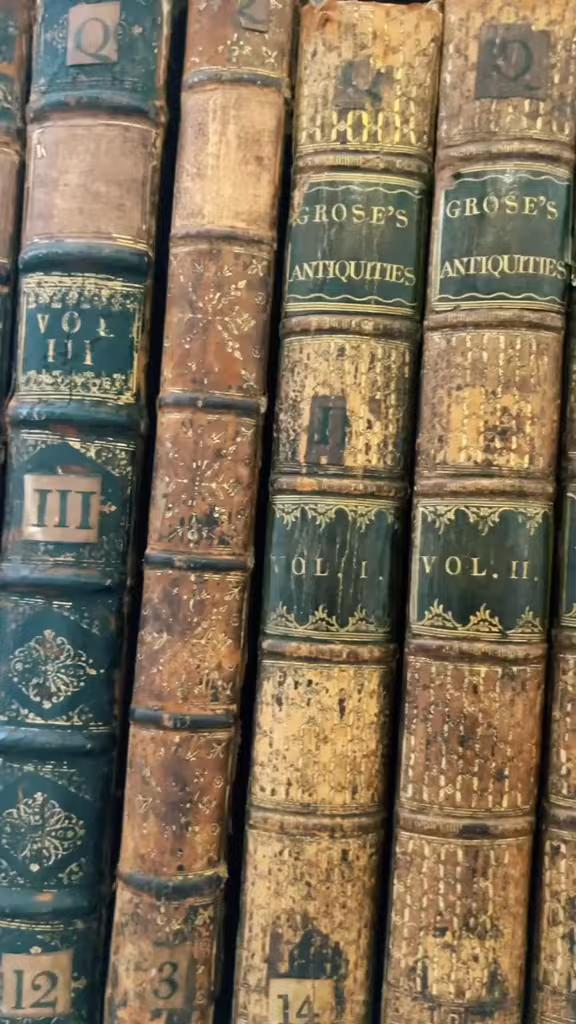 Q
VOL
III
III
12
3
GROSE'S
ANTIQUITIES
VOL. I.
14
Q
GROSE'S
ANTIQUITIES
VOL. II.